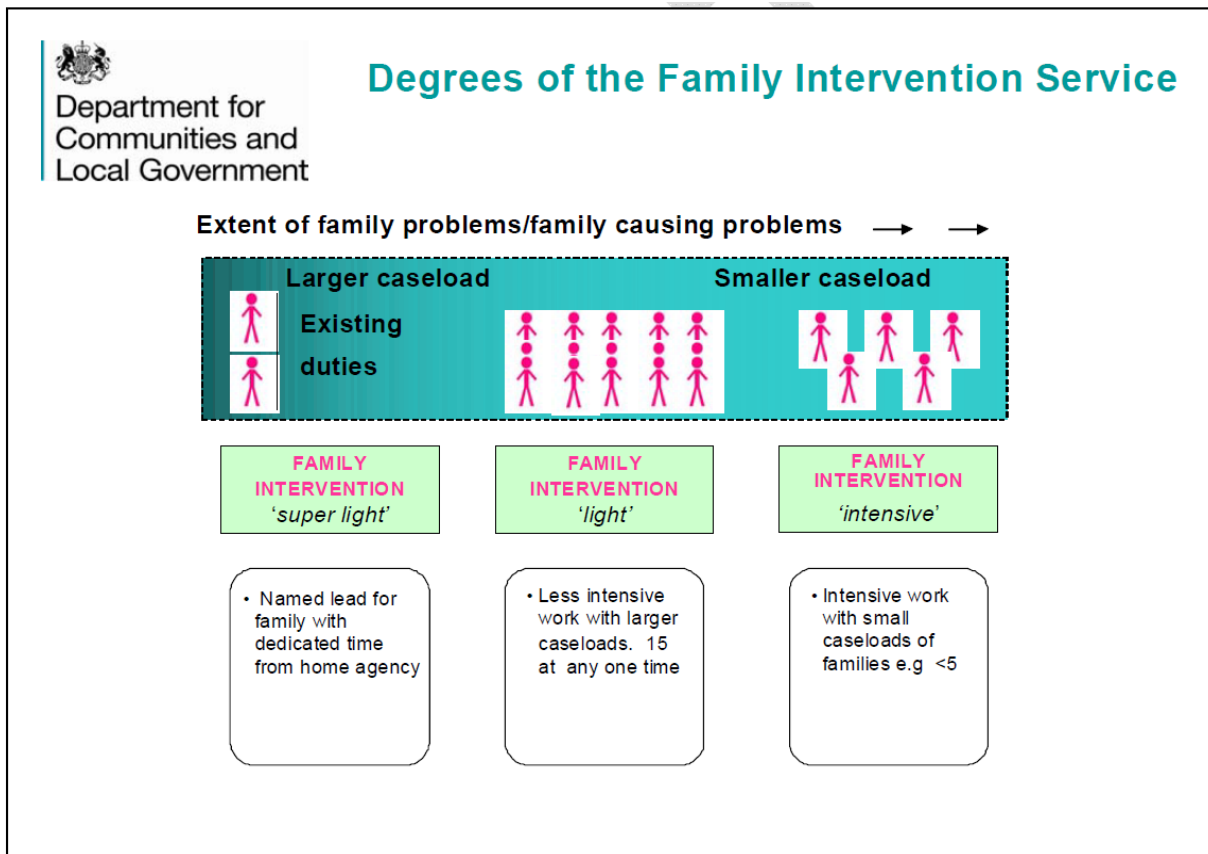 Department for
Communities and
Local Government
Degrees of the Family Intervention Service
Extent of family problems/family causing problems
Larger caseload
Existing
duties
Smaller caseload
FAMILY
INTERVENTION
‘super light’
FAMILY
INTERVENTION
‘light’
FAMILY
INTERVENTION
‘intensive’
• Named lead for
family with
dedicated time
from home agency
• Less intensive
work with larger
caseloads. 15
at any one time
• Intensive work
with small
caseloads of
families e.g <5